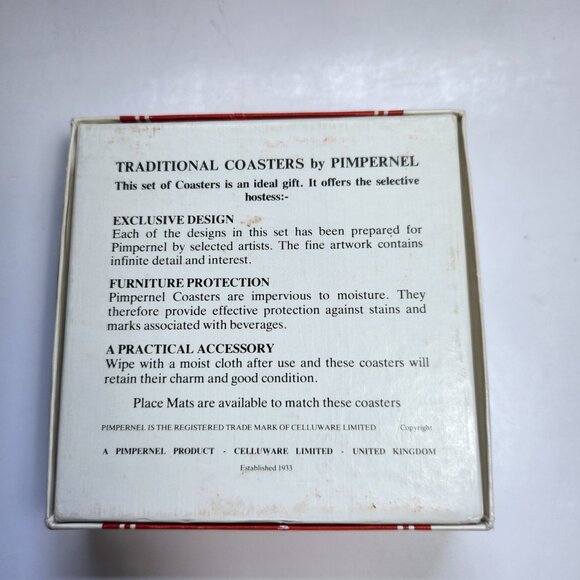 TRADITIONAL COASTERS by PIMPERNEL
This set of Coasters is an ideal gift. It offers the selective
hostess:-
EXCLUSIVE DESIGN
Each of the designs in this set has been prepared for
Pimpernel by selected artists. The fine artwork contains
infinite detail and interest.
FURNITURE PROTECTION
Pimpernel Coasters are impervious to moisture. They
therefore provide effective protection against stains and
marks associated with beverages.
A PRACTICAL ACCESSORY
Wipe with a moist cloth after use and these coasters will
retain their charm and good condition.
Place Mats are available to match these coasters
PIMPERNEL IS THE REGISTERED TRADE MARK OF CELLUWARE LIMITED Copyright
A PIMPERNEL PRODUCT - CELLUWARE LIMITED - UNITED KINGDOM
Established 1933